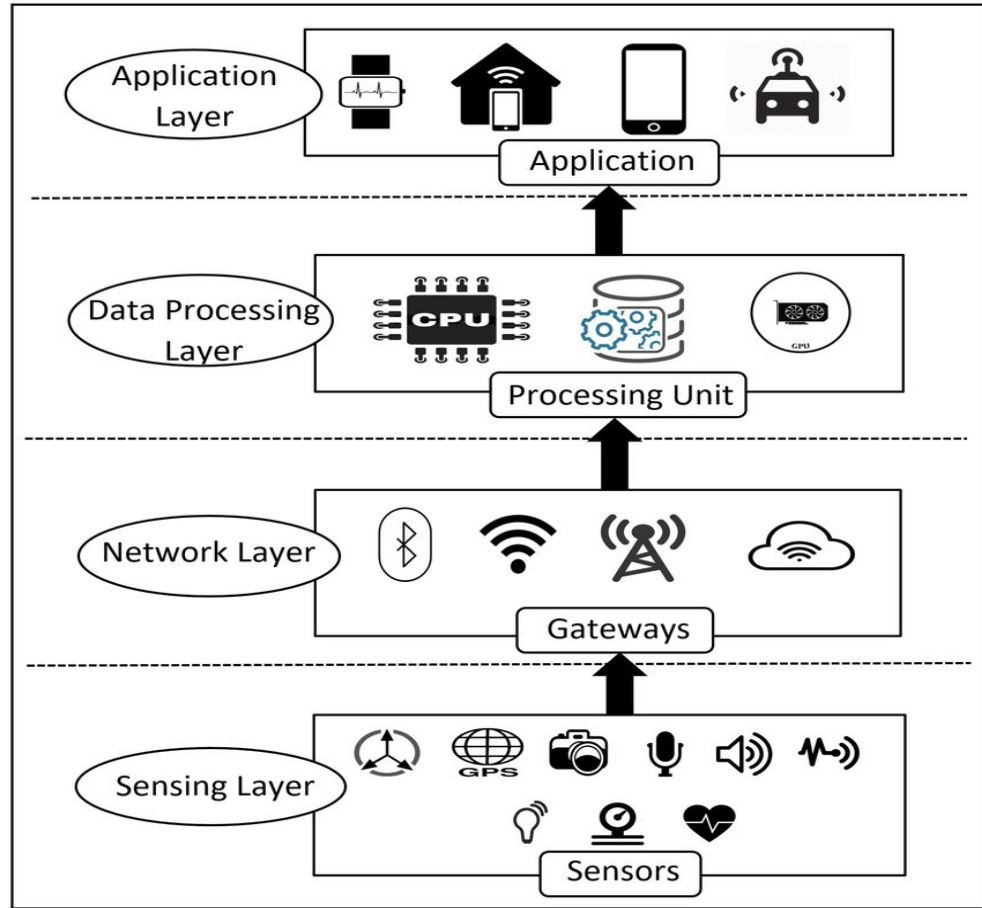 Application
Layer
Application
Data Processing
Layer
CPU
GPU
Processing Unit
Network Layer
Gateways
GPS
Sensing Layer
Sensors